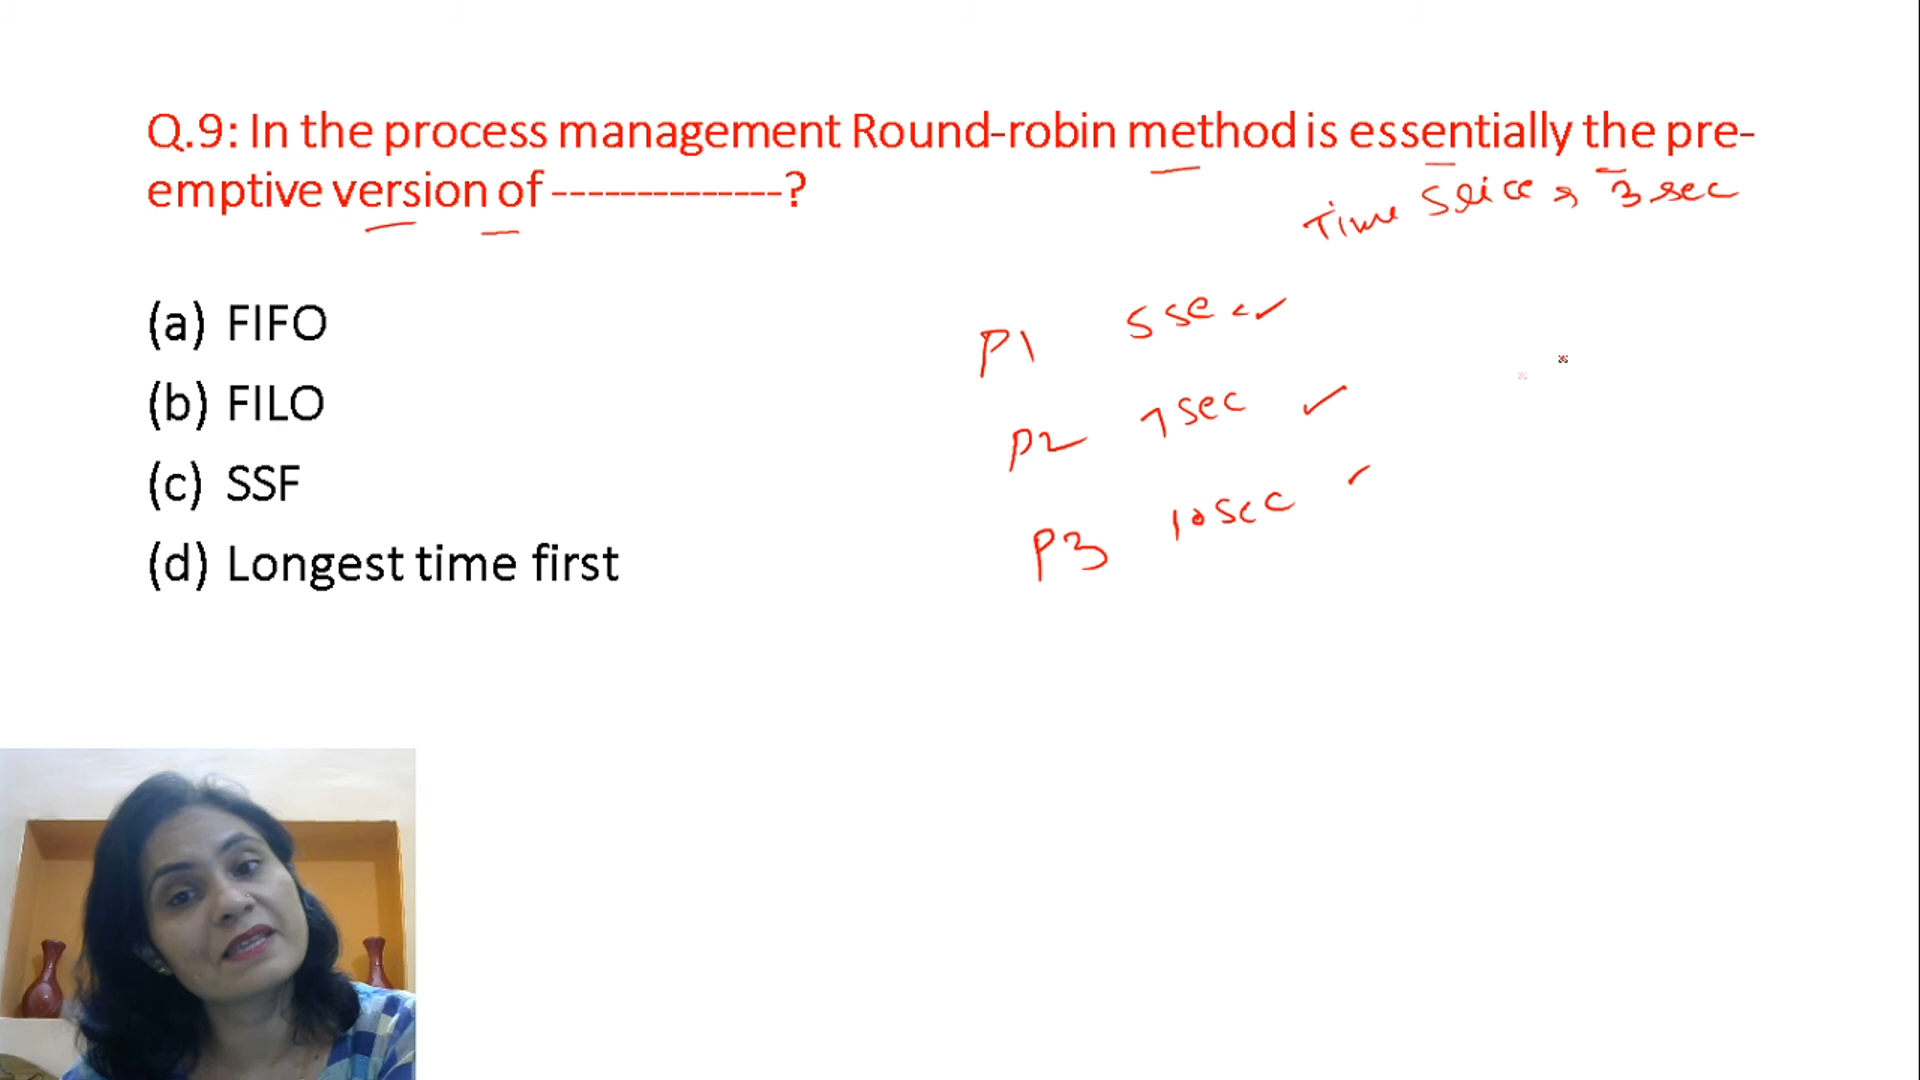 Q.9: In the process management Round-robin method is essentially the pre-
emptive version of --------------?
Time Slice → 3 sec
(a) FIFO
(b) FILO
(c) SSF
(d) Longest time first
P1 5 sec
P2 7 sec
P3 10 sec